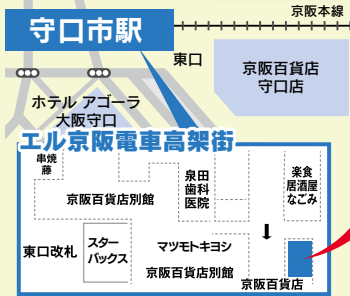 京阪本線
守口市駅
東口
京阪百貨店
守口店
ホテル アゴーラ
大阪守口
エル京阪電車高架街
串焼
藤
京阪百貨店別館
泉田
歯科
医院
楽食
居酒屋
なごみ
東口改札
スター
バックス
マツモトキヨシ
京阪百貨店別館
京阪百貨店